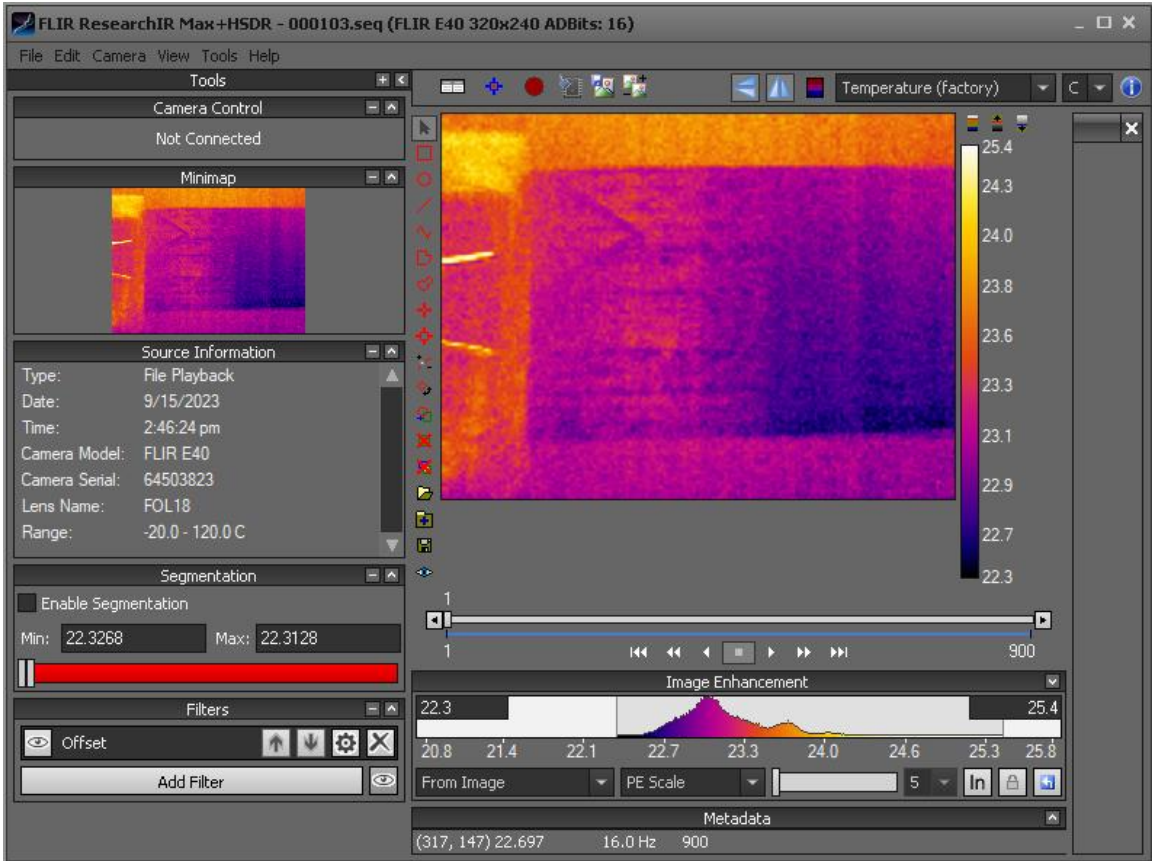 FLIR ResearchIR Max+HSDR - 000103.seq (FLIR E40 320x240 ADBits: 16)
File Edit Camera View Tools Help
Tools
Camera Control
Not Connected
Minimap
Source Information
Type: File Playback
Date: 9/15/2023
Time: 2:46:24 pm
Camera Model: FLIR E40
Camera Serial: 64503823
Lens Name: FOL18
Range: -20.0 - 120.0 C
Segmentation
Enable Segmentation
Min: 22.3268 Max: 22.3128
Filters
Offset
Add Filter
Temperature (factory) C
25.4
24.3
24.0
23.8
23.6
23.3
23.1
22.9
22.7
22.3
1
1 900
Image Enhancement
22.3 25.4
20.8 21.4 22.1 22.7 23.3 24.0 24.6 25.3 25.8
From Image PE Scale 5 In
Metadata
(317, 147) 22.697 16.0 Hz 900